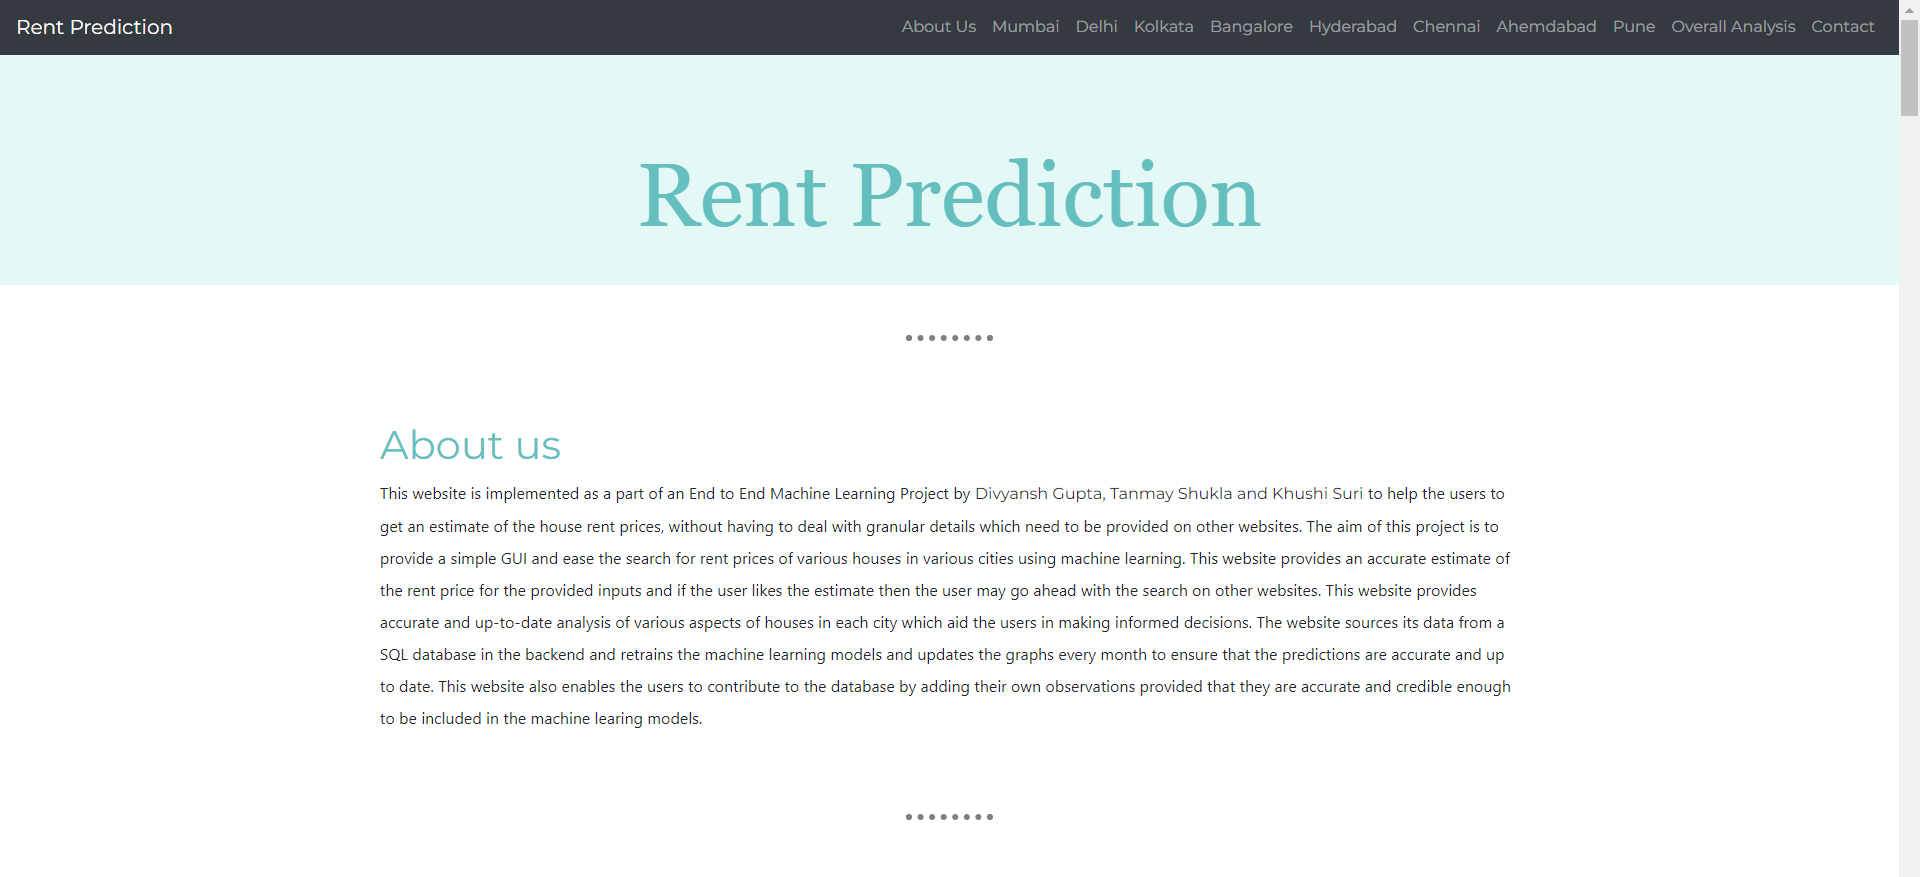 Rent Prediction
About Us Mumbai Delhi Kolkata Bangalore Hyderabad Chennai Ahemdabad Pune Overall Analysis Contact
Rent Prediction
About us
This website is implemented as a part of an End to End Machine Learning Project by Divyansh Gupta, Tanmay Shukla and Khushi Suri to help the users to
get an estimate of the house rent prices, without having to deal with granular details which need to be provided on other websites. The aim of this project is to
provide a simple GUI and ease the search for rent prices of various houses in various cities using machine learning. This website provides an accurate estimate of
the rent price for the provided inputs and if the user likes the estimate then the user may go ahead with the search on other websites. This website provides
accurate and up-to-date analysis of various aspects of houses in each city which aid the users in making informed decisions. The website sources its data from a
SQL database in the backend and retrains the machine learning models and updates the graphs every month to ensure that the predictions are accurate and up
to date. This website also enables the users to contribute to the database by adding their own observations provided that they are accurate and credible enough
to be included in the machine learing models.